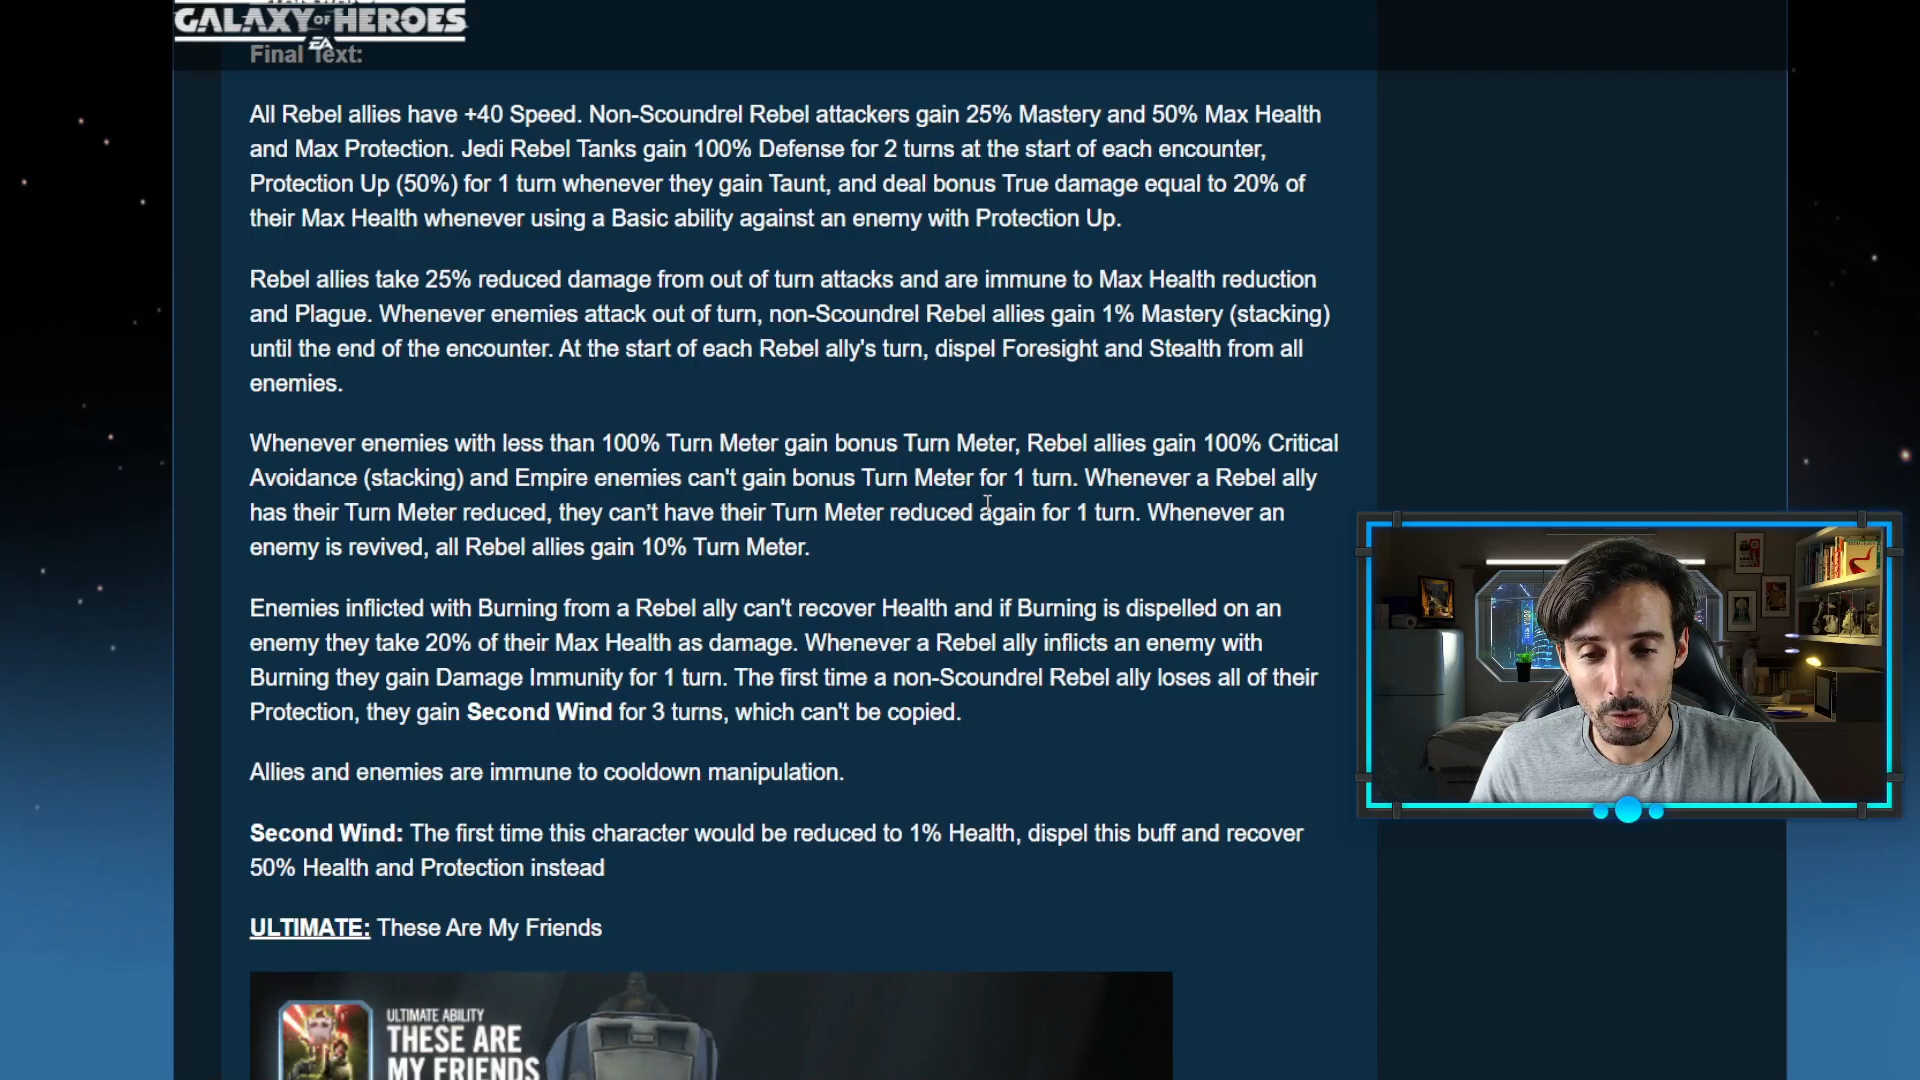 GALAXY OF HEROES
EA
Final Text:
All Rebel allies have +40 Speed. Non-Scoundrel Rebel attackers gain 25% Mastery and 50% Max Health
and Max Protection. Jedi Rebel Tanks gain 100% Defense for 2 turns at the start of each encounter,
Protection Up (50%) for 1 turn whenever they gain Taunt, and deal bonus True damage equal to 20% of
their Max Health whenever using a Basic ability against an enemy with Protection Up.
Rebel allies take 25% reduced damage from out of turn attacks and are immune to Max Health reduction
and Plague. Whenever enemies attack out of turn, non-Scoundrel Rebel allies gain 1% Mastery (stacking)
until the end of the encounter. At the start of each Rebel ally's turn, dispel Foresight and Stealth from all
enemies.
Whenever enemies with less than 100% Turn Meter gain bonus Turn Meter, Rebel allies gain 100% Critical
Avoidance (stacking) and Empire enemies can't gain bonus Turn Meter for 1 turn. Whenever a Rebel ally
has their Turn Meter reduced, they can’t have their Turn Meter reduced again for 1 turn. Whenever an
enemy is revived, all Rebel allies gain 10% Turn Meter.
Enemies inflicted with Burning from a Rebel ally can't recover Health and if Burning is dispelled on an
enemy they take 20% of their Max Health as damage. Whenever a Rebel ally inflicts an enemy with
Burning they gain Damage Immunity for 1 turn. The first time a non-Scoundrel Rebel ally loses all of their
Protection, they gain Second Wind for 3 turns, which can't be copied.
Allies and enemies are immune to cooldown manipulation.
Second Wind: The first time this character would be reduced to 1% Health, dispel this buff and recover
50% Health and Protection instead
ULTIMATE: These Are My Friends
ULTIMATE ABILITY
THESE ARE
MY FRIENDS